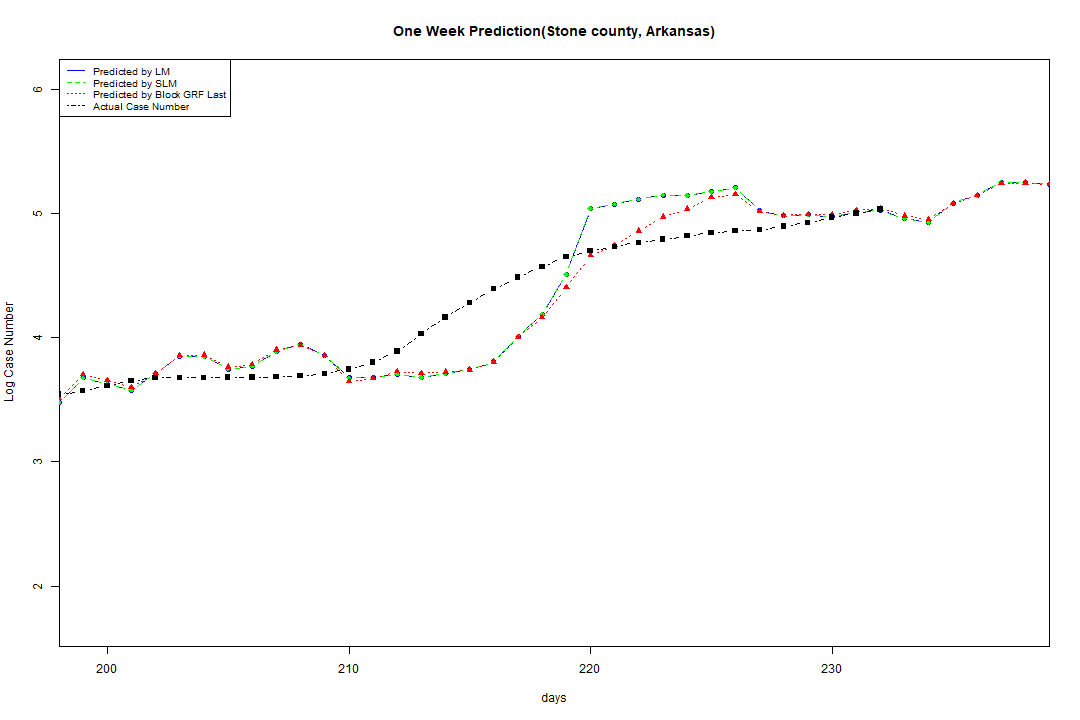 One Week Prediction(Stone county, Arkansas)
Predicted by LM
Predicted by SLM
Predicted by Block GRF Last
Actual Case Number
6
5
4
3
2
Log Case Number
200 210 220 230
days